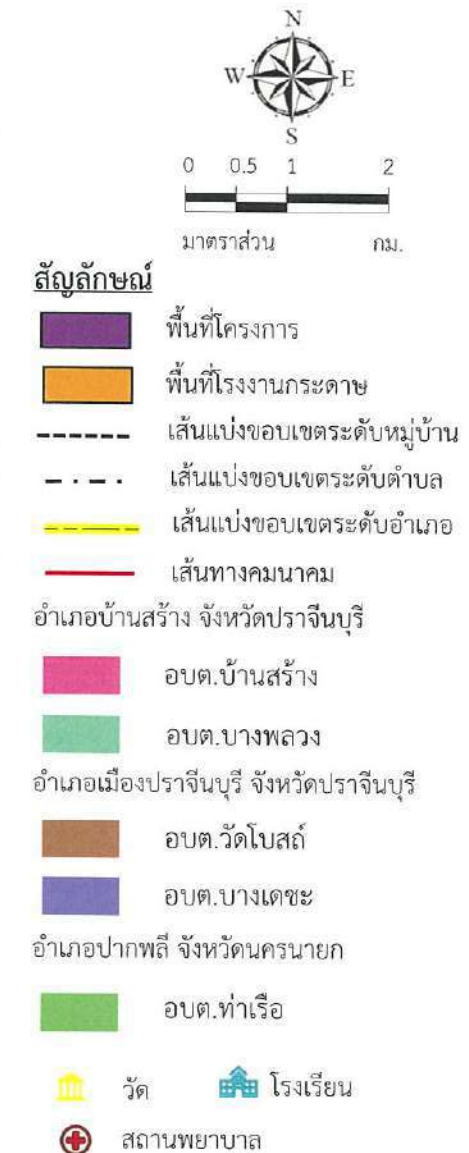 N
W E
S
0 0.5 1 2
มาตราส่วน กม.
สัญลักษณ์
พื้นที่โครงการ
พื้นที่โรงงานกระดาษ
เส้นแบ่งขอบเขตระดับหมู่บ้าน
เส้นแบ่งขอบเขตระดับตำบล
เส้นแบ่งขอบเขตระดับอำเภอ
เส้นทางคมนาคม
อำเภอบ้านสร้าง จังหวัดปราจีนบุรี
อบต.บ้านสร้าง
อบต.บางพลวง
อำเภอเมืองปราจีนบุรี จังหวัดปราจีนบุรี
อบต.วัดโบสถ์
อบต.บางเดชะ
อำเภอปากพลี จังหวัดนครนายก
อบต.ท่าเรือ
วัด โรงเรียน
สถานพยาบาล